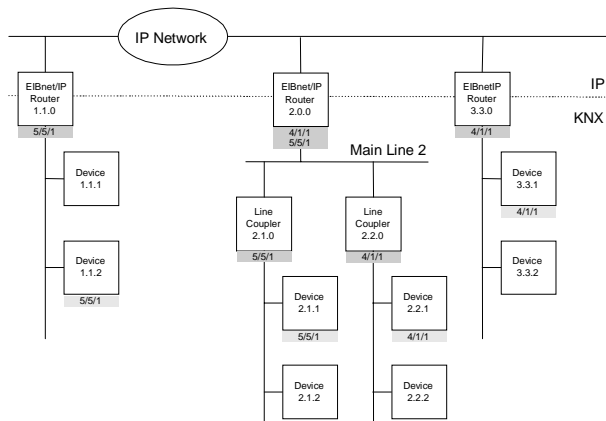 IP Network
EIBnet/IP
Router
1.1.0
5/5/1
EIBnet/IP
Router
2.0.0
4/1/1
5/5/1
EIBnetIP
Router
3.3.0
4/1/1
IP
KNX
Main Line 2
Device
1.1.1
Device
1.1.2
5/5/1
Line
Coupler
2.1.0
5/5/1
Line
Coupler
2.2.0
4/1/1
Device
2.1.1
5/5/1
Device
2.1.2
Device
2.2.1
4/1/1
Device
2.2.2
Device
3.3.1
4/1/1
Device
3.3.2